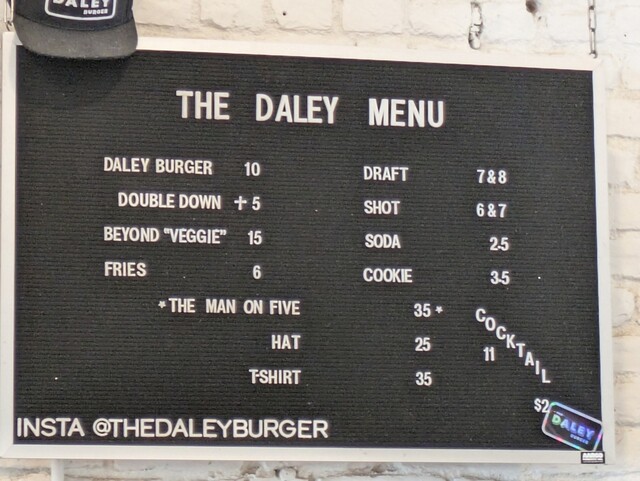 DALEY
BURGER
THE DALEY MENU
DALEY BURGER 10
DOUBLE DOWN + 5
BEYOND "VEGGIE" 15
FRIES 6
DRAFT 7&8
SHOT 6&7
SODA 2.5
COOKIE 3.5
*THE MAN ON FIVE 35*
HAT 25
T-SHIRT 35
COCKTAIL
11
$2
INSTA @THEDALEYBURGER
DALEY
BURGER